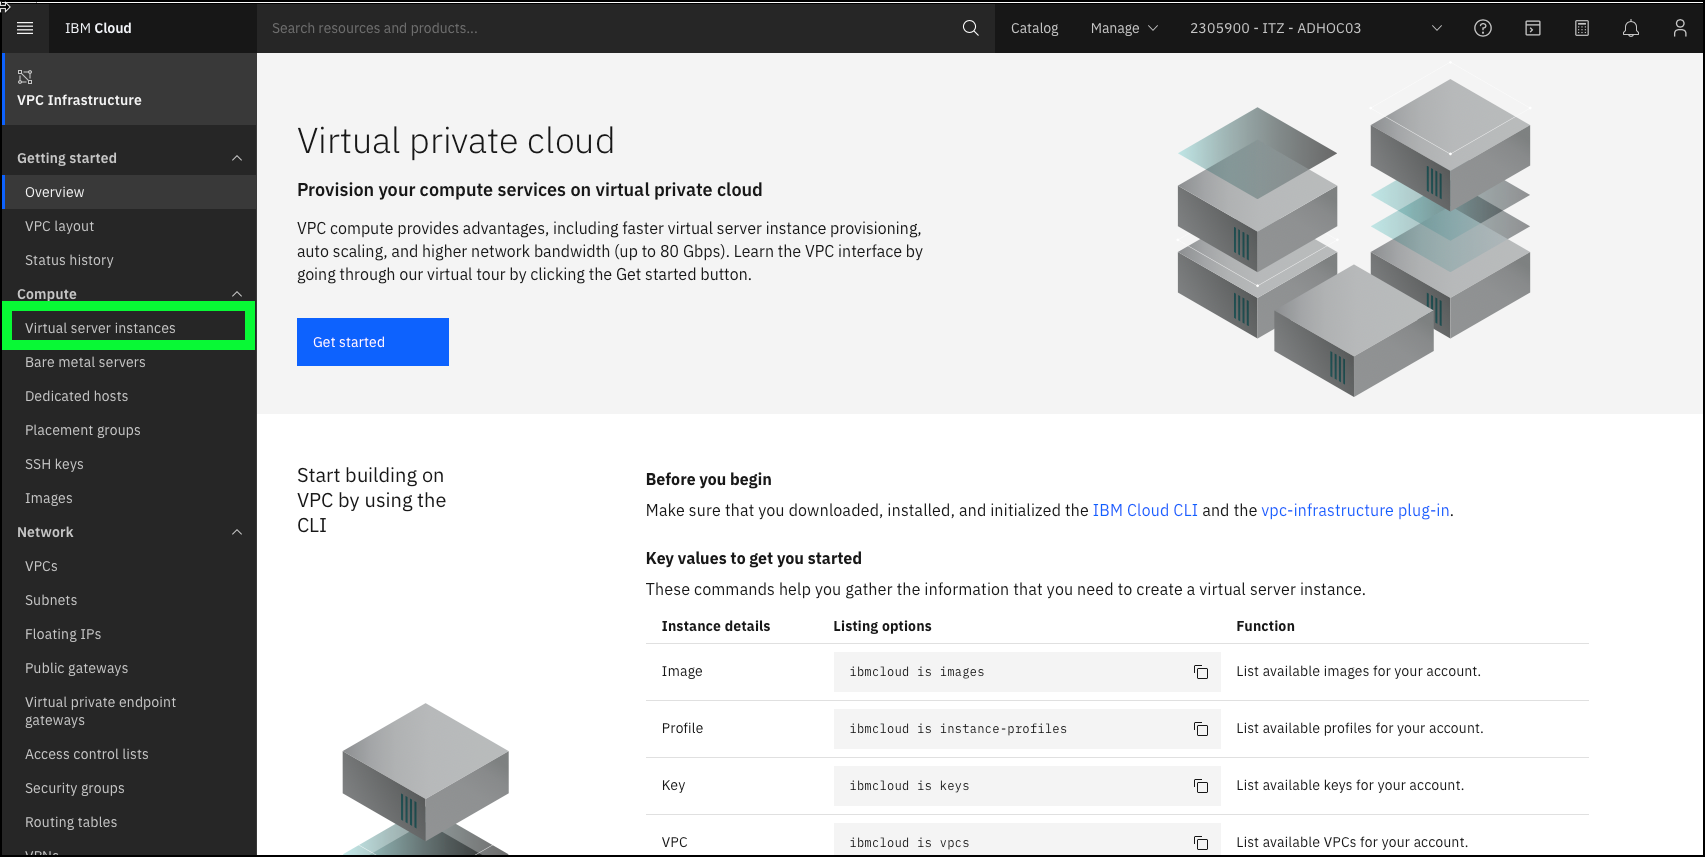 IBM Cloud
Search resources and products...
Catalog
Manage
2305900 - ITZ - ADHOC03
VPC Infrastructure
Getting started
Overview
VPC layout
Status history
Compute
Virtual server instances
Bare metal servers
Dedicated hosts
Placement groups
SSH keys
Images
Network
VPCs
Subnets
Floating IPs
Public gateways
Virtual private endpoint
gateways
Access control lists
Security groups
Routing tables
VPNs
Virtual private cloud
Provision your compute services on virtual private cloud
VPC compute provides advantages, including faster virtual server instance provisioning,
auto scaling, and higher network bandwidth (up to 80 Gbps). Learn the VPC interface by
going through our virtual tour by clicking the Get started button.
Get started
Start building on
VPC by using the
CLI
Before you begin
Make sure that you downloaded, installed, and initialized the IBM Cloud CLI and the vpc-infrastructure plug-in.
Key values to get you started
These commands help you gather the information that you need to create a virtual server instance.
Instance details Listing options Function
Image ibmcloud is images List available images for your account.
Profile ibmcloud is instance-profiles List available profiles for your account.
Key ibmcloud is keys List available keys for your account.
VPC ibmcloud is vpcs List available VPCs for your account.